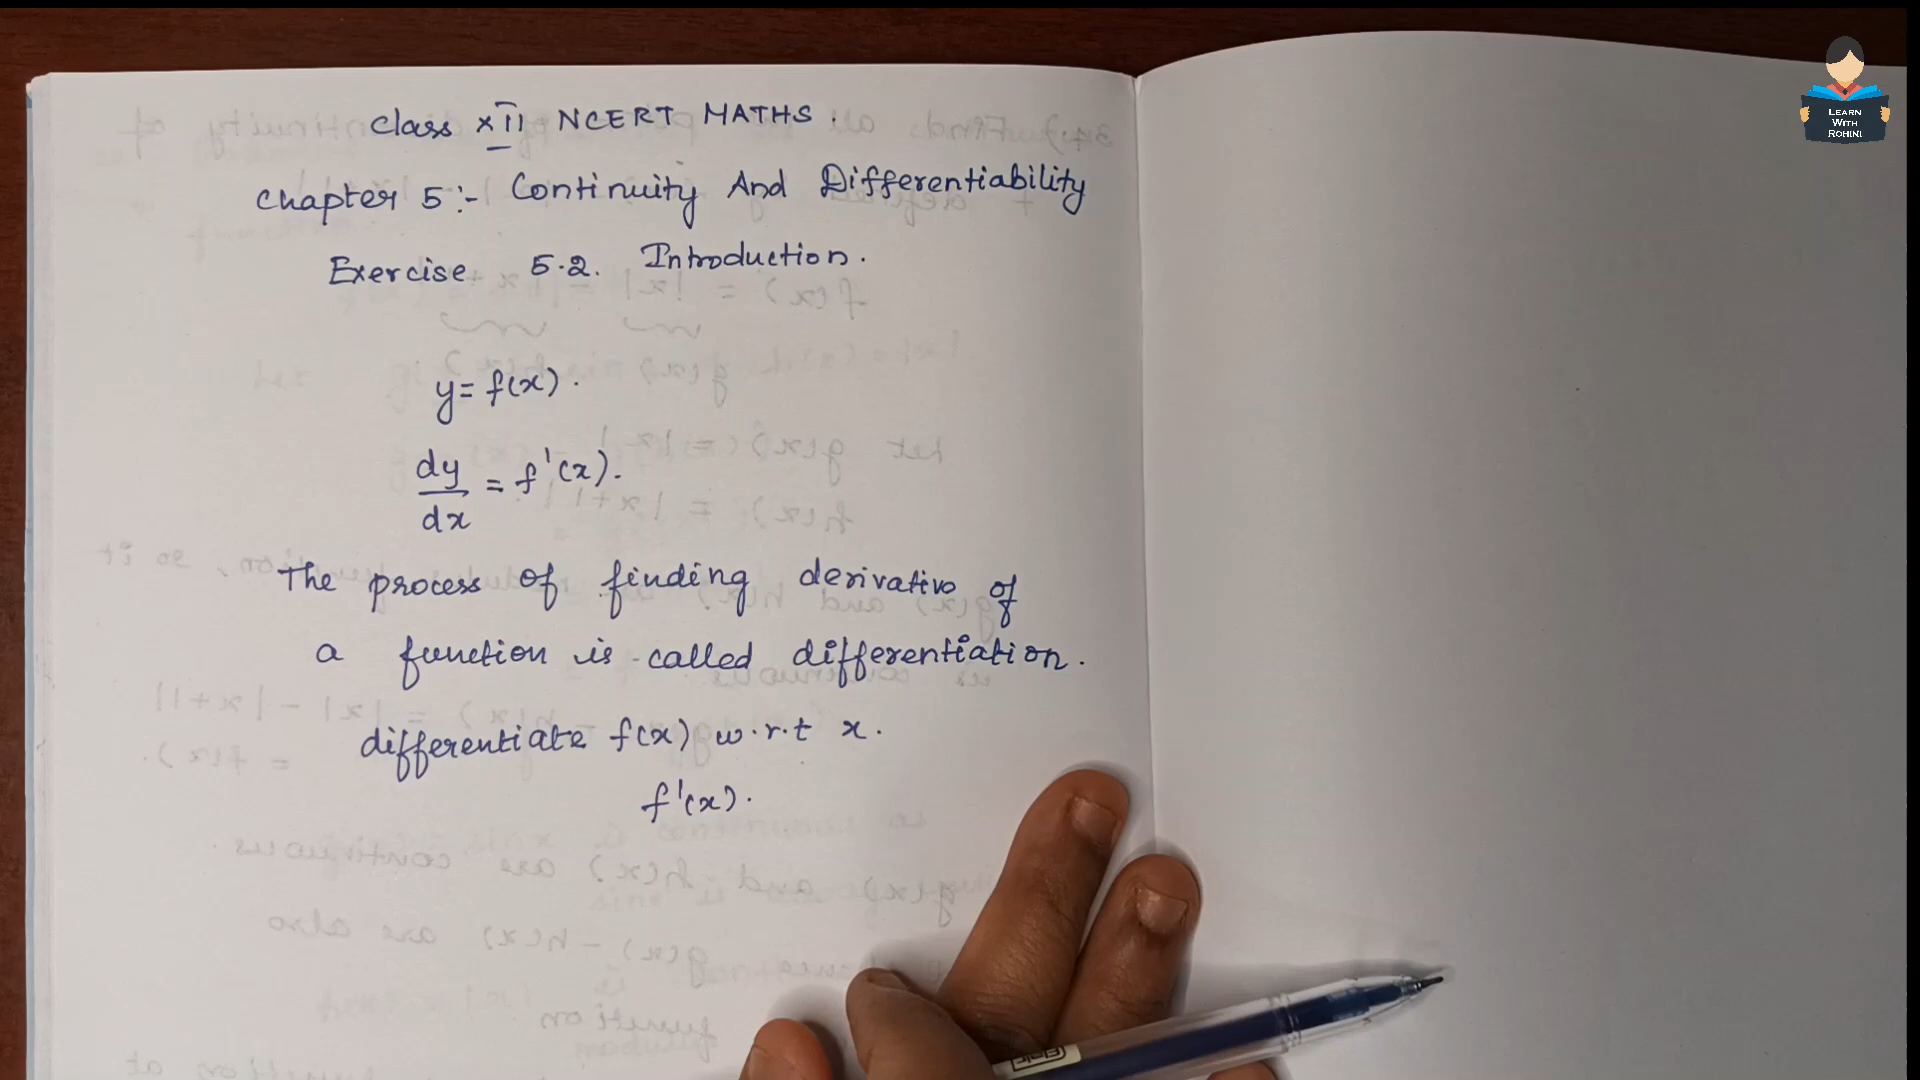 Class XII NCERT MATHS.
Chapter 5:- Continuity And Differentiability
Exercise 5.2. Introduction.
y = f(x).
dy/dx = f'(x).
The process of finding derivative of
a function is called differentiation.
differentiate f(x) w.r.t x.
f'(x).
LEARN
WITH
ROHINI